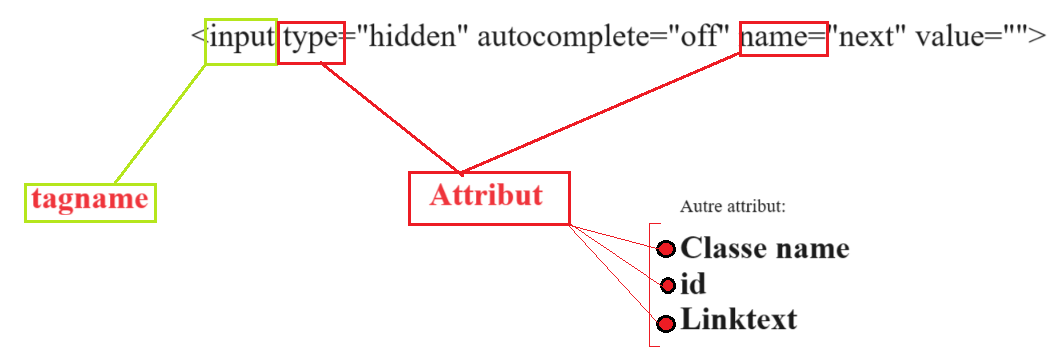 <input type="hidden" autocomplete="off" name="next" value="">
tagname
Attribut
Autre attribut:
Classe name
id
Linktext